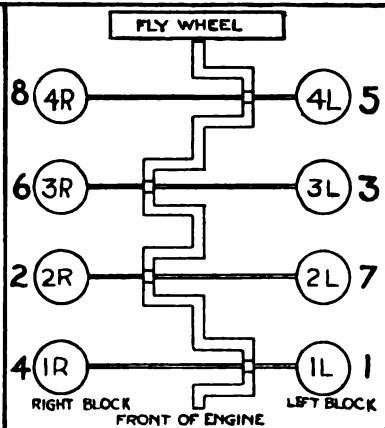 FLY WHEEL
8 4R 4L 5
6 3R 3L 3
2 2R 2L 7
4 1R 1L 1
RIGHT BLOCK LEFT BLOCK
FRONT OF ENGINE